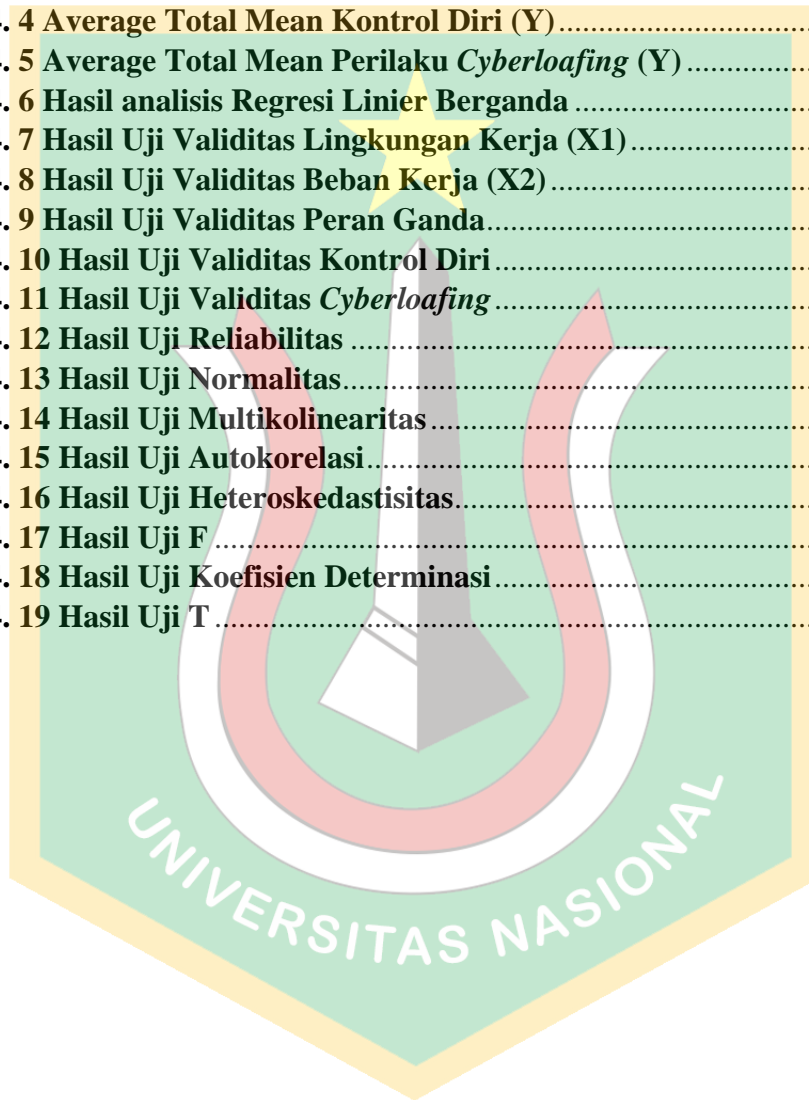 . 4 Average Total Mean Kontrol Diri (Y)....................
. 5 Average Total Mean Perilaku Cyberloafing (Y)....................
. 6 Hasil analisis Regresi Linier Berganda....................
. 7 Hasil Uji Validitas Lingkungan Kerja (X1)....................
. 8 Hasil Uji Validitas Beban Kerja (X2)....................
. 9 Hasil Uji Validitas Peran Ganda....................
. 10 Hasil Uji Validitas Kontrol Diri....................
. 11 Hasil Uji Validitas Cyberloafing....................
. 12 Hasil Uji Reliabilitas....................
. 13 Hasil Uji Normalitas....................
. 14 Hasil Uji Multikolinearitas....................
. 15 Hasil Uji Autokorelasi....................
. 16 Hasil Uji Heteroskedastisitas....................
. 17 Hasil Uji F....................
. 18 Hasil Uji Koefisien Determinasi....................
. 19 Hasil Uji T....................
UNIVERSITAS NASIONAL